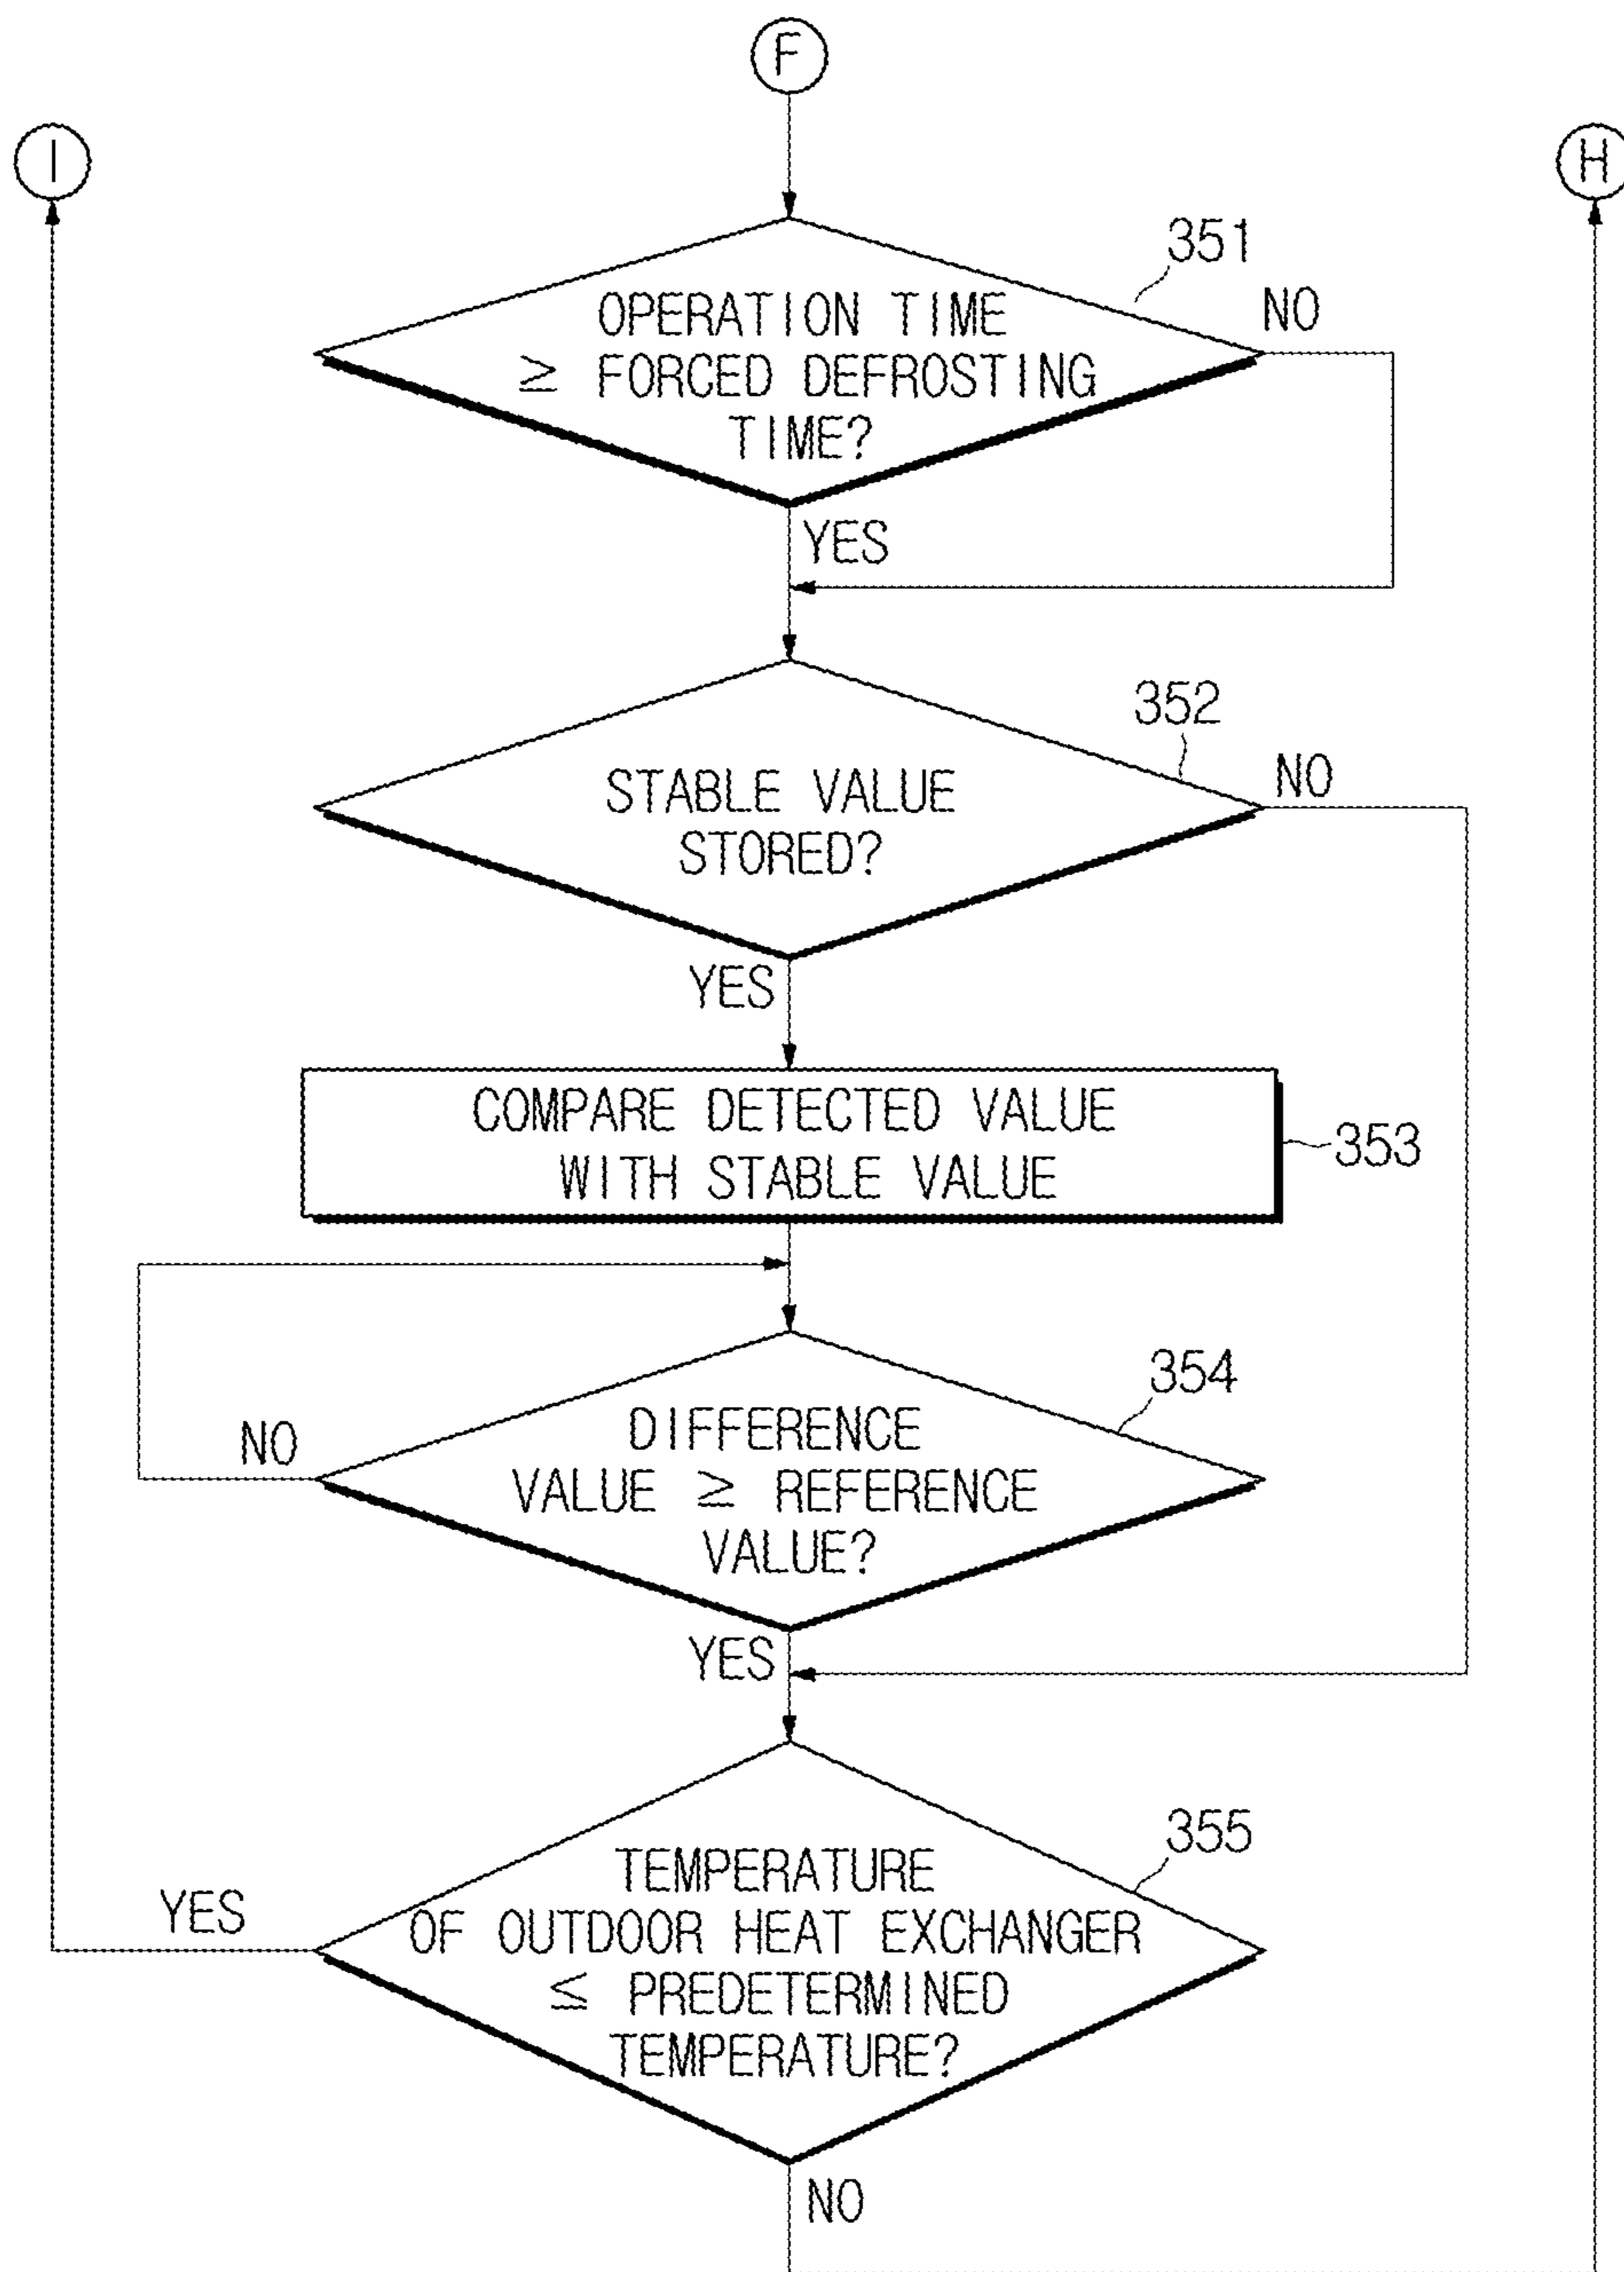 F
I
H
351
OPERATION TIME
≥ FORCED DEFROSTING
TIME?
NO
YES
352
STABLE VALUE
STORED?
NO
YES
COMPARE DETECTED VALUE
WITH STABLE VALUE
353
354
DIFFERENCE
VALUE ≥ REFERENCE
VALUE?
NO
YES
355
TEMPERATURE
OF OUTDOOR HEAT EXCHANGER
≤ PREDETERMINED
TEMPERATURE?
YES
NO